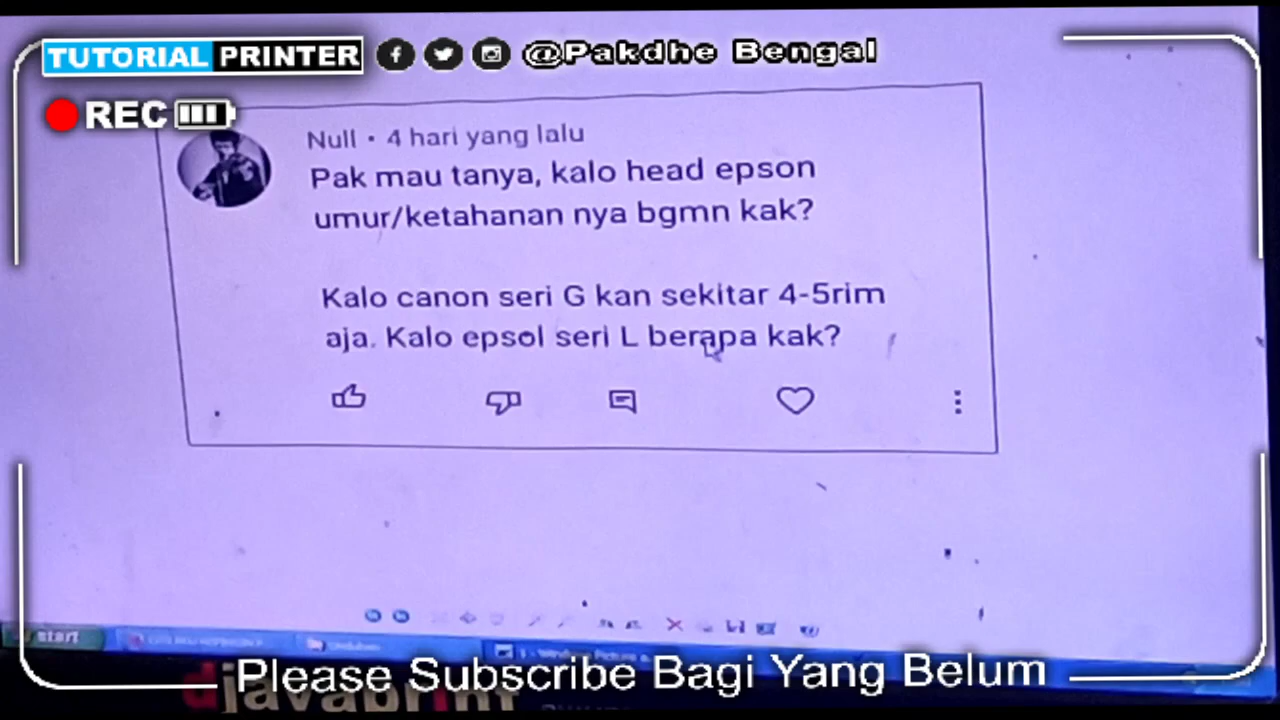 TUTORIAL PRINTER @Pakdhe Bengal
REC
Null • 4 hari yang lalu
Pak mau tanya, kalo head epson
umur/ketahanan nya bgmn kak?
Kalo canon seri G kan sekitar 4-5rim
aja. Kalo epsol seri L berapa kak?
start
Please Subscribe Bagi Yang Belum
djavaprint